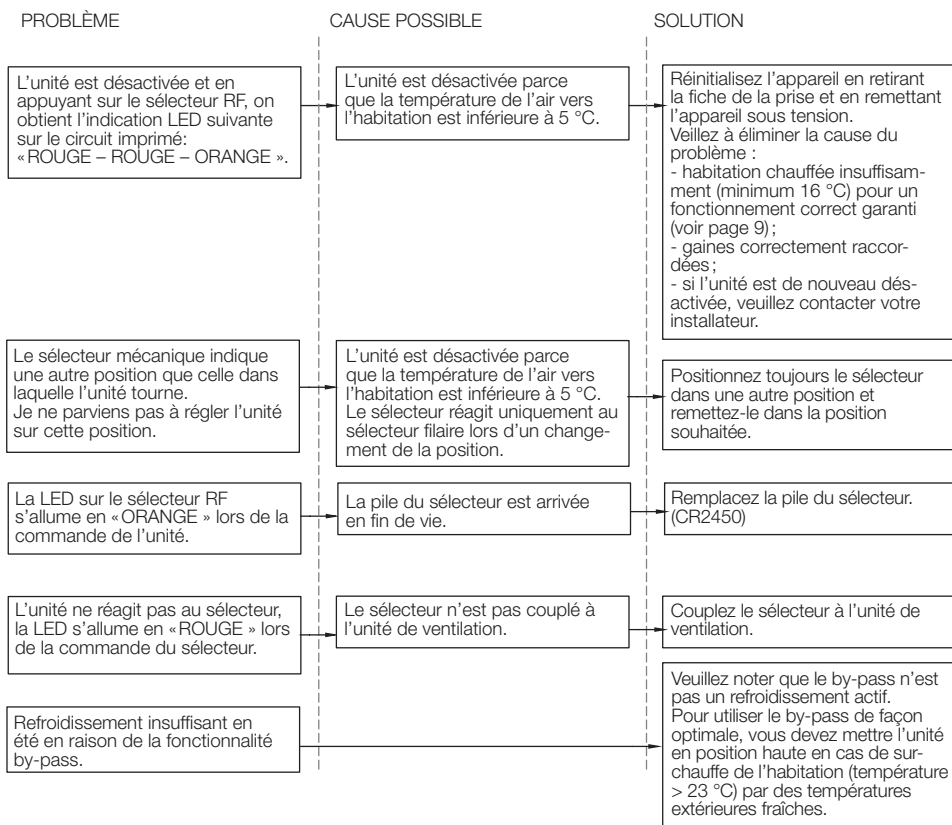 PROBLÈME
CAUSE POSSIBLE
SOLUTION
L'unité est désactivée et en
appuyant sur le sélecteur RF, on
obtient l'indication LED suivante
sur le circuit imprimé:
«ROUGE – ROUGE – ORANGE ».
L'unité est désactivée parce
que la température de l'air vers
l'habitation est inférieure à 5 °C.
Réinitialisez l'appareil en retirant
la fiche de la prise et en remettant
l'appareil sous tension.
Veillez à éliminer la cause du
problème :
- habitation chauffée insuffisam-
ment (minimum 16 °C) pour un
fonctionnement correct garanti
(voir page 9) ;
- gaines correctement raccor-
dées ;
- si l'unité est de nouveau dés-
activée, veuillez contacter votre
installateur.
Le sélecteur mécanique indique
une autre position que celle dans
laquelle l'unité tourne.
Je ne parviens pas à régler l'unité
sur cette position.
L'unité est désactivée parce
que la température de l'air vers
l'habitation est inférieure à 5 °C.
Le sélecteur réagit uniquement au
sélecteur filaire lors d'un change-
ment de la position.
Positionnez toujours le sélecteur
dans une autre position et
remettez-le dans la position
souhaitée.
La LED sur le sélecteur RF
s'allume en «ORANGE » lors de la
commande de l'unité.
La pile du sélecteur est arrivée
en fin de vie.
Remplacez la pile du sélecteur.
(CR2450)
L'unité ne réagit pas au sélecteur,
la LED s'allume en «ROUGE » lors
de la commande du sélecteur.
Le sélecteur n'est pas couplé à
l'unité de ventilation.
Couplez le sélecteur à l'unité de
ventilation.
Refroidissement insuffisant en
été en raison de la fonctionnalité
by-pass.
Veuillez noter que le by-pass n'est
pas un refroidissement actif.
Pour utiliser le by-pass de façon
optimale, vous devez mettre l'unité
en position haute en cas de sur-
chauffe de l'habitation (température
> 23 °C) par des températures
extérieures fraîches.